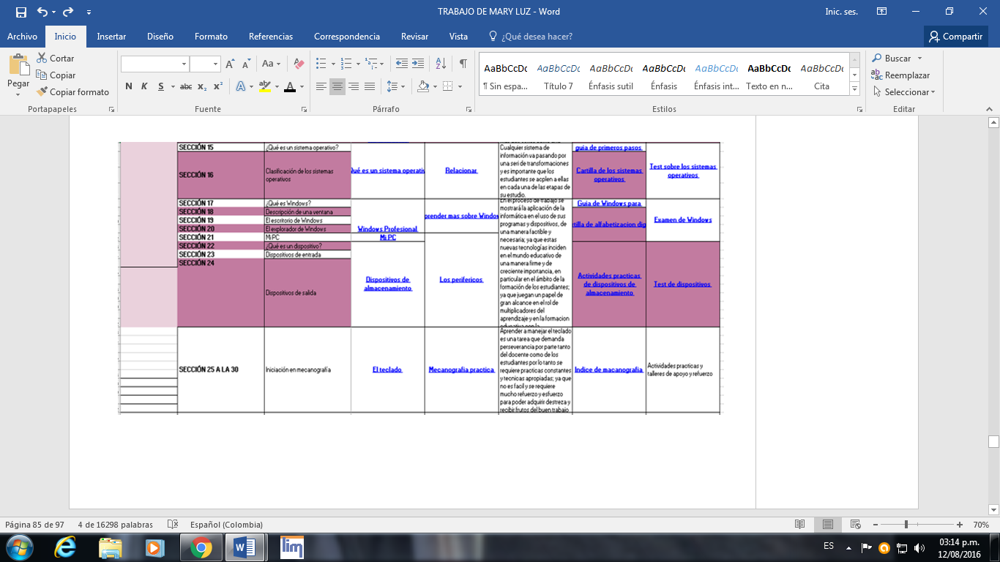 TRABAJO DE MARY LUZ - Word
Inic. ses.
Archivo Inicio Insertar Diseño Formato Referencias Correspondencia Revisar Vista ¿Qué desea hacer? Compartir
Pegar
Cortar
Copiar
Copiar formato
Portapapeles
Aa
N K S abc x₂ x² A aby A
Fuente
Párrafo
AaBbCcDc AaBbCcDc AaBbCcDc AaBbCcDc AaBbCcDc AaBbCcDc AaBbCcDc
¶ Sin espa... Título 7 Énfasis sutil Énfasis Énfasis int... Texto en n... Cita
Estilos
Buscar
Reemplazar
Seleccionar
Editar
SECCIÓN 15
¿Qué es un sistema operativo?
SECCIÓN 16
Clasificación de los sistemas
operativos
Qué es un sistema operativ
Relacionar
Cualquier sistema de
información va pasando por
una seri de transformaciones
y es importante que los
estudiantes se acplen a ellas
en cada una de las etapas de
su estudio.
guia de primeros pasos
Cartilla de los sistemas
operativos
Test sobre los sistemas
operativos
SECCIÓN 17
¿Qué es Windows?
SECCIÓN 18
Descripción de una ventana
SECCIÓN 19
El escritorio de Windows
SECCIÓN 20
El explorador de Windows
SECCIÓN 21
Mi PC
SECCIÓN 22
¿Qué es un dispositivo?
SECCIÓN 23
Dispositivos de entrada
SECCIÓN 24
Dispositivos de salida
Windows Profesional
Mi PC
Dispositivos de
almacenamiento
prender mas sobre Window
Los perifericos
En el proceso de trabajo se
mostrará la aplicación de la
informática en el uso de sus
programas y dispositivos, de
una manera factible y
necesaria; ya que estas
nuevas tecnologías inciden
en el mundo educativo de
una manera firme y de
creciente importancia, en
particular en el ámbito de la
formación de los estudiantes;
ya que juegan un papel de
gran alcance en el rol de
multiplicadores del
aprendizaje y en la formacion
Guia de Windows para
tilla de alfabetizacion dig
Actividades practicas
de dispositivos de
almacenamiento
Examen de Windows
Test de dispositivos
SECCIÓN 25 A LA 30
Iniciación en mecanografía
El teclado
Mecanografia practica
Aprender a manejar el teclado
es una tarea que demanda
perseverancia por parte tanto
del docente como de los
estudiantes por lo tanto se
requiere practicas constantes
y tecnicas apropiadas; ya que
no es facil y se requiere
mucho refuerzo y esfuerzo
para poder adquirir destreza y
recibir frutos del buen trabajo
Indice de macanografia
Actividades practicas y
talleres de apoyo y refuerzo
Página 85 de 97 4 de 16298 palabras Español (Colombia) 70%
lim
ES
03:14 p.m.
12/08/2016